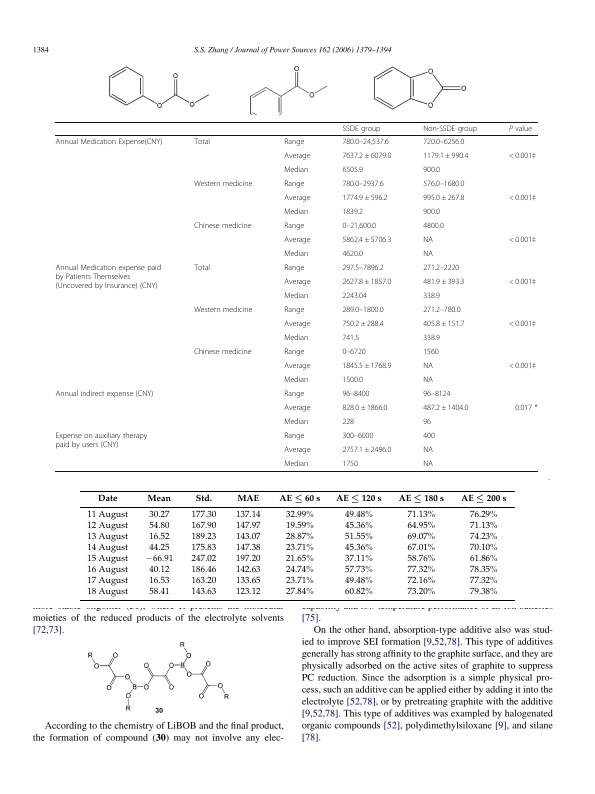 1384
S.S. Zhang / Journal of Power Sources 162 (2006) 1379–1394
O
O
O
O
O
O
O
O
SSDE group Non-SSDE group P value
Annual Medication Expense(CNY) Total Range 780.0–24,537.6 720.0–6256.0
Average 7637.2 ± 6079.0 1179.1 ± 990.4 < 0.001‡
Median 6505.9 900.0
Western medicine Range 780.0–2937.6 576.0–1680.0
Average 1774.9 ± 596.2 995.0 ± 267.8 < 0.001‡
Median 1839.2 900.0
Chinese medicine Range 0–21,600.0 4800.0
Average 5862.4 ± 5706.3 NA < 0.001‡
Median 4620.0 NA
Annual Medication expense paid Total Range 297.5–7896.2 271.2–2220
by Patients Themselves
(Uncovered by Insurance) (CNY) Average 2627.8 ± 1857.0 481.9 ± 393.3 < 0.001‡
Median 2243.04 338.9
Western medicine Range 289.0–1800.0 271.2–780.0
Average 750.2 ± 288.4 405.8 ± 151.7 < 0.001‡
Median 741.5 338.9
Chinese medicine Range 0–6720 1560
Average 1845.5 ± 1768.9 NA < 0.001‡
Median 1500.0 NA
Annual indirect expense (CNY) Range 96–8400 96–8124
Average 828.0 ± 1866.0 487.2 ± 1404.0 0.017 *
Median 228 96
Expense on auxiliary therapy Range 300–6000 400
paid by users (CNY) Average 2757.1 ± 2496.0 NA
Median 1750 NA
Date Mean Std. MAE AE ≤ 60 s AE ≤ 120 s AE ≤ 180 s AE ≤ 200 s
11 August 30.27 177.30 137.14 32.99% 49.48% 71.13% 76.29%
12 August 54.80 167.90 147.97 19.59% 45.36% 64.95% 71.13%
13 August 16.52 189.23 143.07 28.87% 51.55% 69.07% 74.23%
14 August 44.25 175.83 147.38 23.71% 45.36% 67.01% 70.10%
15 August −66.91 247.02 197.20 21.65% 37.11% 58.76% 61.86%
16 August 40.12 186.46 142.63 24.74% 57.73% 77.32% 78.35%
17 August 16.53 163.20 133.65 23.71% 49.48% 72.16% 77.32%
18 August 58.41 143.63 123.12 27.84% 60.82% 73.20% 79.38%
moieties of the reduced products of the electrolyte solvents
[72,73].
R
O
O
O
O
B
O
R
O
O
O
O
B
O
R
O
O
O
O
R
30
According to the chemistry of LiBOB and the final product,
the formation of compound (30) may not involve any elec-
[75].
On the other hand, absorption-type additive also was stud-
ied to improve SEI formation [9,52,78]. This type of additives
generally has strong affinity to the graphite surface, and they are
physically adsorbed on the active sites of graphite to suppress
PC reduction. Since the adsorption is a simple physical pro-
cess, such an additive can be applied either by adding it into the
electrolyte [52,78], or by pretreating graphite with the additive
[9,52,78]. This type of additives was exampled by halogenated
organic compounds [52], polydimethylsiloxane [9], and silane
[78].